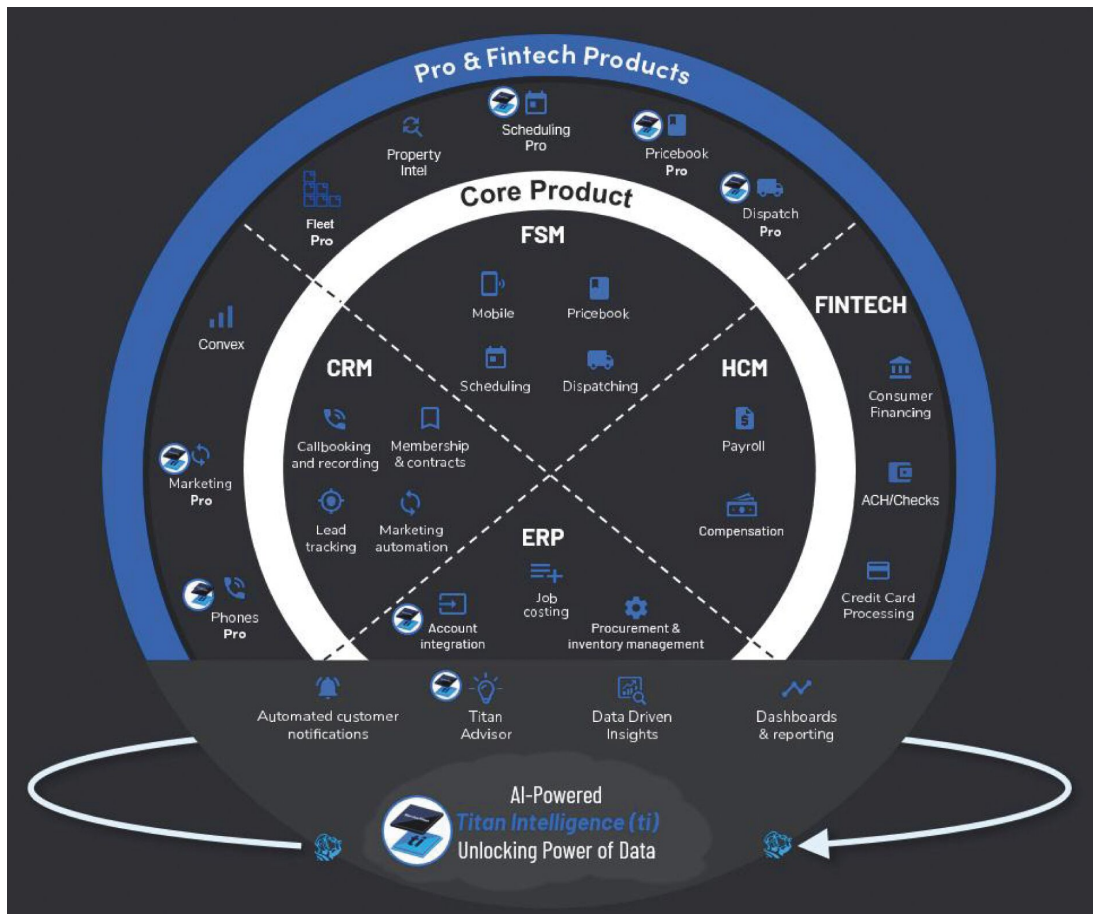 Pro & Fintech Products
Scheduling
Pro
Property
Intel
Pricebook
Pro
Dispatch
Pro
Fleet
Pro
Core Product
FSM
Mobile
Pricebook
Scheduling
Dispatching
FINTECH
Consumer
Financing
ACH/Checks
Credit Card
Processing
Convex
Marketing
Pro
Phones
Pro
CRM
Callbooking
and recording
Membership
& contracts
Lead
tracking
Marketing
automation
HCM
Payroll
Compensation
ERP
Job
costing
Account
integration
Procurement &
inventory management
Automated customer
notifications
Titan
Advisor
Data Driven
Insights
Dashboards
& reporting
AI-Powered
Titan Intelligence (ti)
Unlocking Power of Data
ti